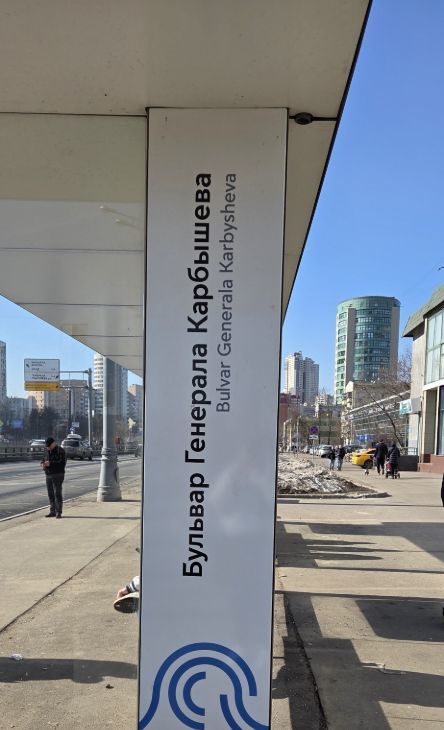 Бульвар Генерала Карбышева
Bulvar Generala Karbysheva